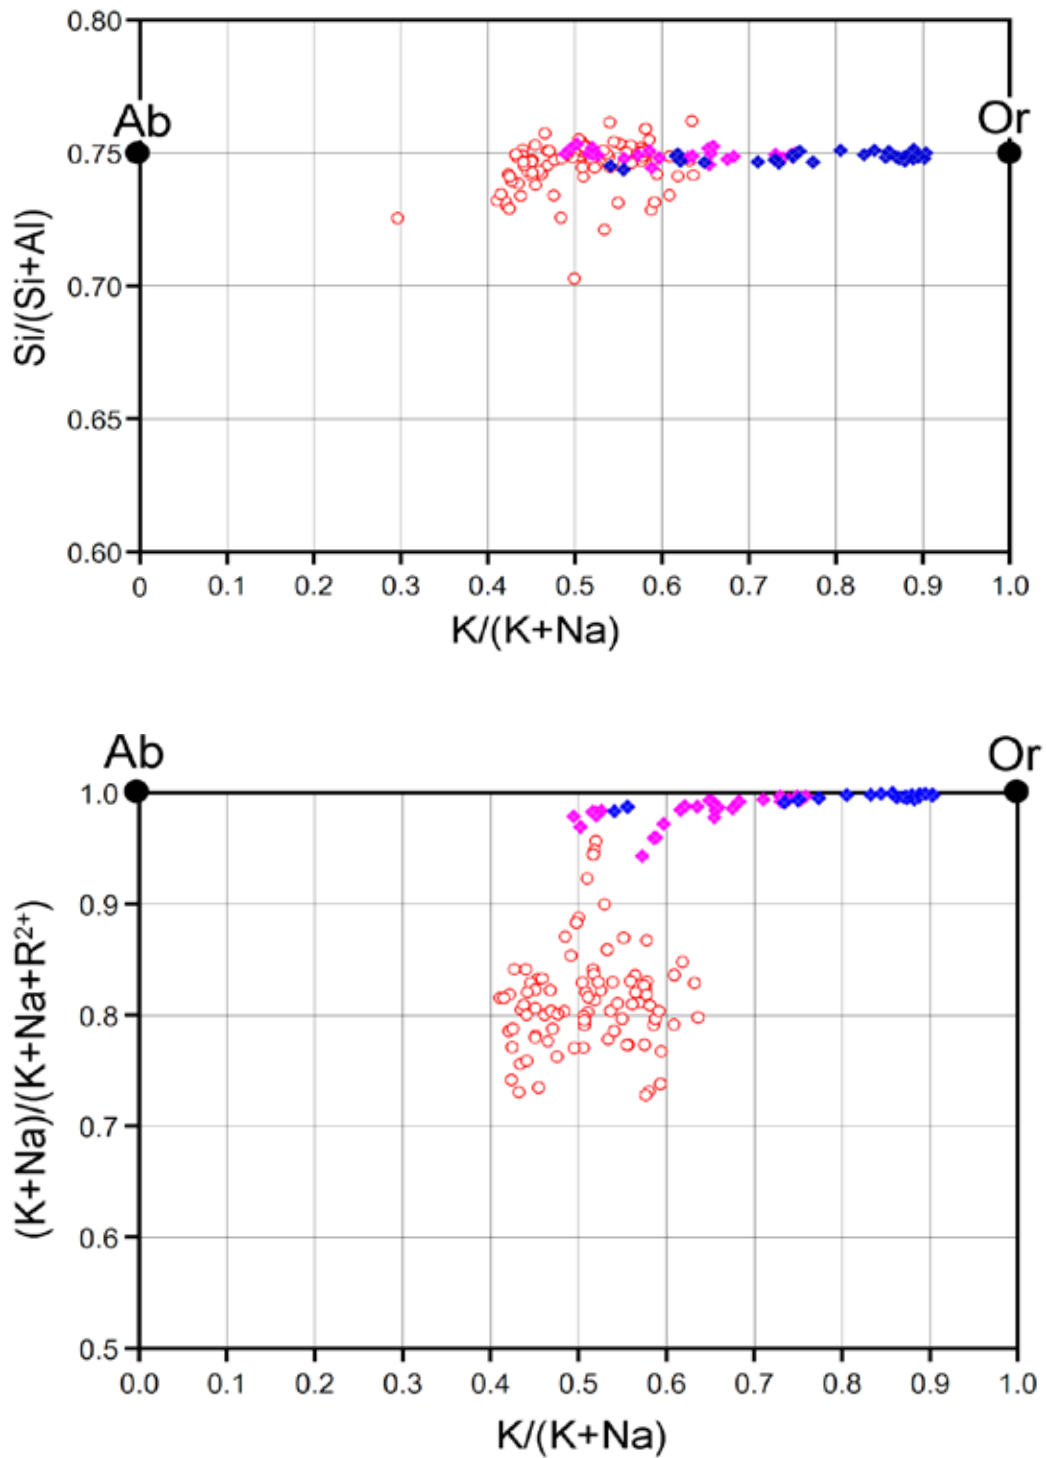 0.80
Ab
Or
0.75
0.70
0.65
0.60
Si/(Si+Al)
0 0.1 0.2 0.3 0.4 0.5 0.6 0.7 0.8 0.9 1.0
K/(K+Na)
Ab
Or
1.0
0.9
0.8
0.7
0.6
0.5
(K+Na)/(K+Na+R²⁺)
0.0 0.1 0.2 0.3 0.4 0.5 0.6 0.7 0.8 0.9 1.0
K/(K+Na)